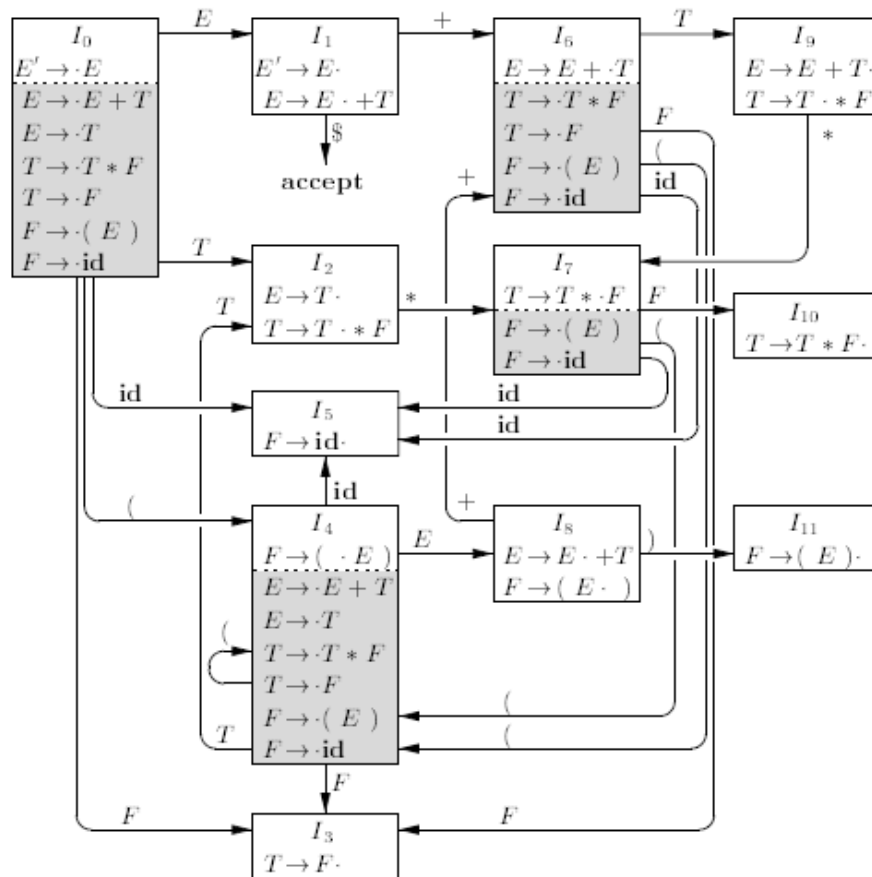 I₀
E′ → ·E
E → ·E + T
E → ·T
T → ·T * F
T → ·F
F → ·( E )
F → ·id
E
I₁
E′ → E·
E → E · +T
$
accept
+
I₆
E → E + ·T
T → ·T * F
T → ·F
F → ·( E )
F → ·id
T
I₉
E → E + T·
T → T · * F
*
F
(
id
+
T
I₂
E → T·
T → T · * F
T
*
I₇
T → T * ·F
F → ·( E )
F → ·id
F
(
I₁₀
T → T * F·
id
I₅
F → id·
id
id
id
(
I₄
F → ( · E )
E → ·E + T
E → ·T
T → ·T * F
T → ·F
F → ·( E )
F → ·id
E
+
I₈
E → E · +T
F → ( E · )
)
I₁₁
F → ( E )·
(
T
(
(
F
F
I₃
T → F·
F